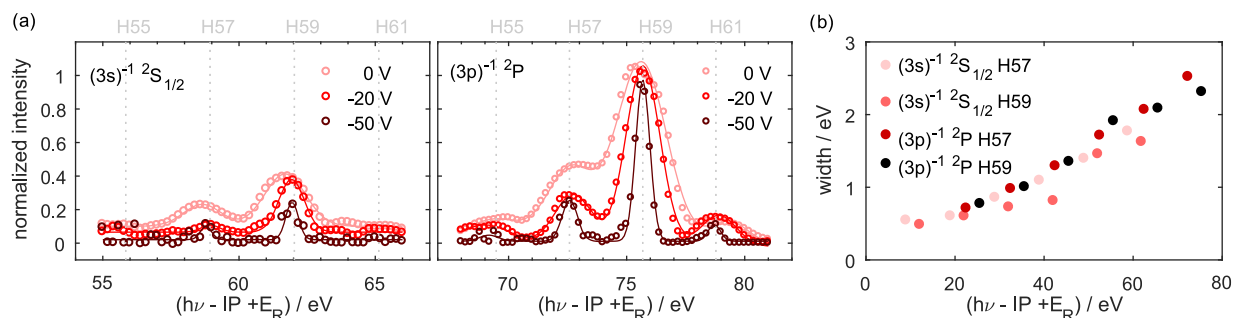 (a)
H55 H57 H59 H61
H55 H57 H59 H61
(3s)⁻¹ ²S₁/₂
0 V
-20 V
-50 V
(3p)⁻¹ ²P
0 V
-20 V
-50 V
normalized intensity
1
0.8
0.6
0.4
0.2
0
55 60 65
70 75 80
(hν - IP +E_R) / eV
(hν - IP +E_R) / eV
(b)
3
2
1
0
width / eV
(3s)⁻¹ ²S₁/₂ H57
(3s)⁻¹ ²S₁/₂ H59
(3p)⁻¹ ²P H57
(3p)⁻¹ ²P H59
0 20 40 60 80
(hν - IP +E_R) / eV